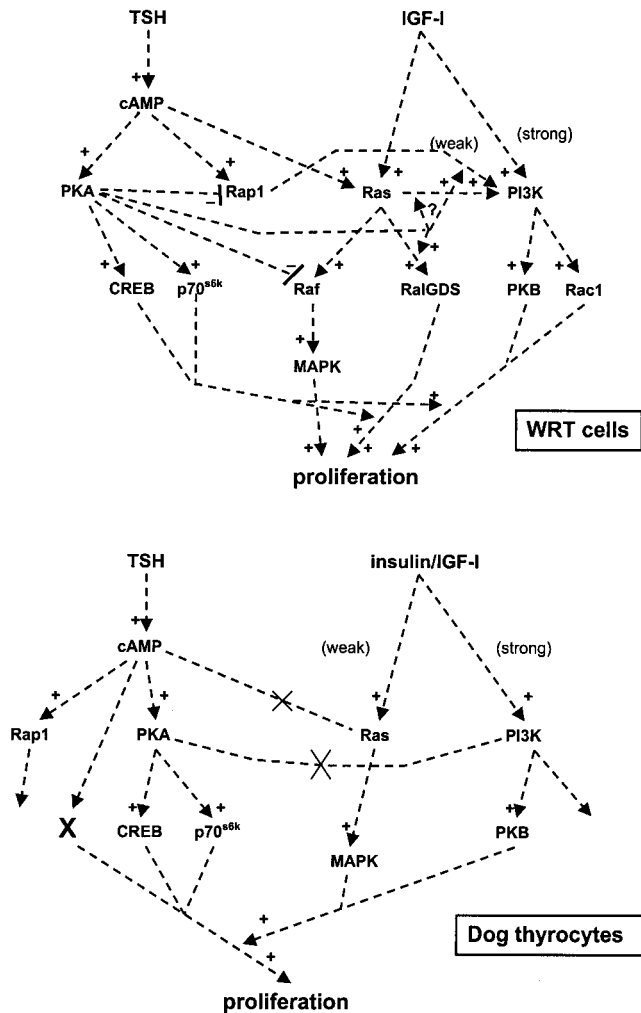 TSH IGF-I
+
cAMP
+ + (weak) (strong)
+ + + + +
PKA Rap1 Ras PI3K
− ?
+ + − + + + + +
CREB p70s6k Raf RalGDS PKB Rac1
+
MAPK
+
+
+ + +
WRT cells
proliferation
TSH insulin/IGF-I
+
cAMP (weak) (strong)
+ + + +
Rap1 PKA Ras PI3K
+ + +
X CREB p70s6k PKB
+
MAPK
+
+
Dog thyrocytes
proliferation